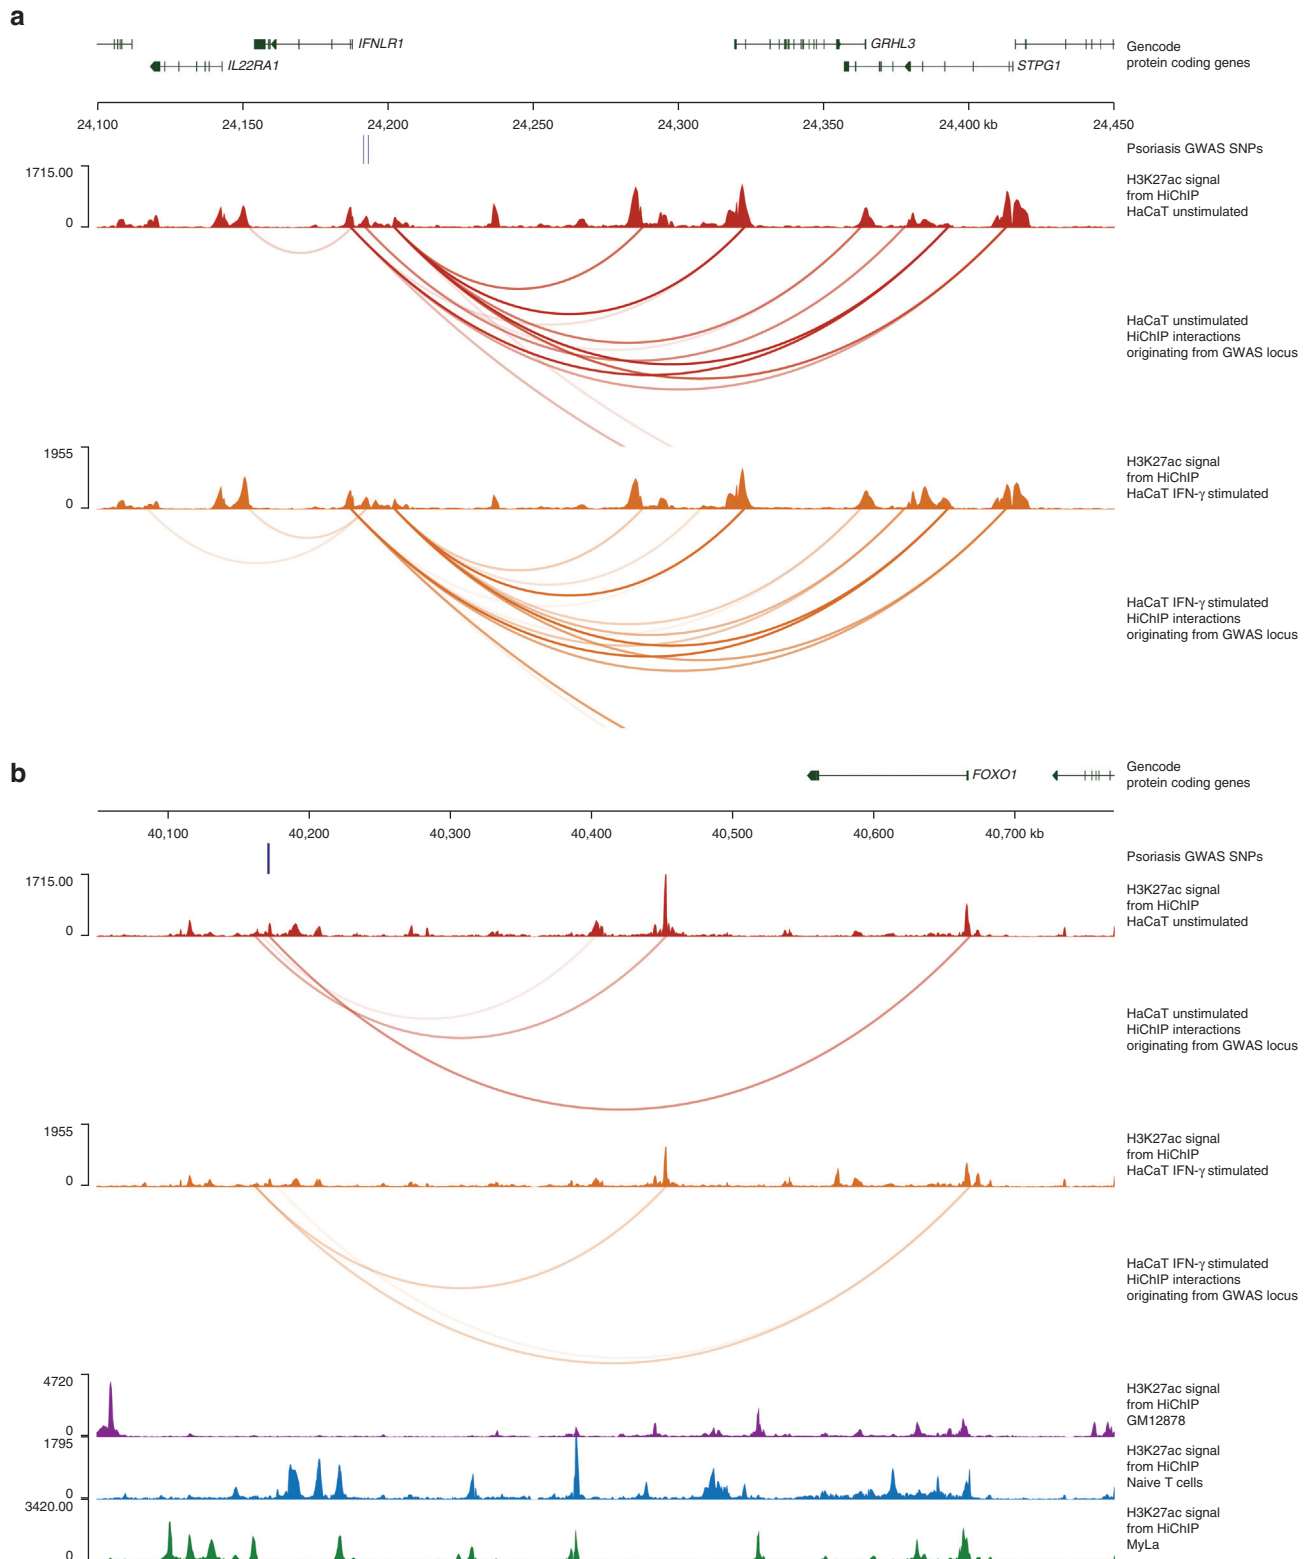 a
IFNLR1
GRHL3
IL22RA1
STPG1
Gencode
protein coding genes
24,100
24,150
24,200
24,250
24,300
24,350
24,400 kb
24,450
Psoriasis GWAS SNPs
1715.00
0
H3K27ac signal
from HiChIP
HaCaT unstimulated
HaCaT unstimulated
HiChIP interactions
originating from GWAS locus
1955
0
H3K27ac signal
from HiChIP
HaCaT IFN-γ stimulated
HaCaT IFN-γ stimulated
HiChIP interactions
originating from GWAS locus
b
FOXO1
Gencode
protein coding genes
40,100
40,200
40,300
40,400
40,500
40,600
40,700 kb
Psoriasis GWAS SNPs
1715.00
0
H3K27ac signal
from HiChIP
HaCaT unstimulated
HaCaT unstimulated
HiChIP interactions
originating from GWAS locus
1955
0
H3K27ac signal
from HiChIP
HaCaT IFN-γ stimulated
HaCaT IFN-γ stimulated
HiChIP interactions
originating from GWAS locus
4720
0
H3K27ac signal
from HiChIP
GM12878
1795
0
H3K27ac signal
from HiChIP
Naive T cells
3420.00
0
H3K27ac signal
from HiChIP
MyLa